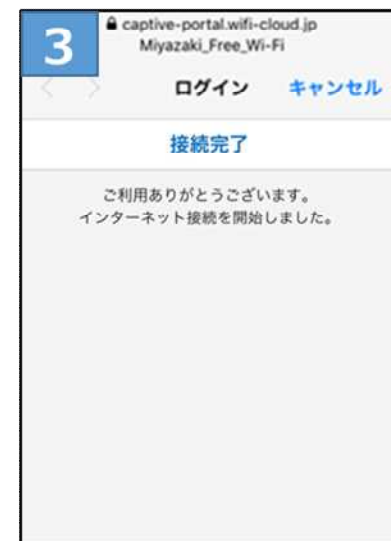 3
captive-portal.wifi-cloud.jp
Miyazaki_Free_Wi-Fi
ログイン キャンセル
接続完了
ご利用ありがとうござい ます。
インターネット接続を開始しました。